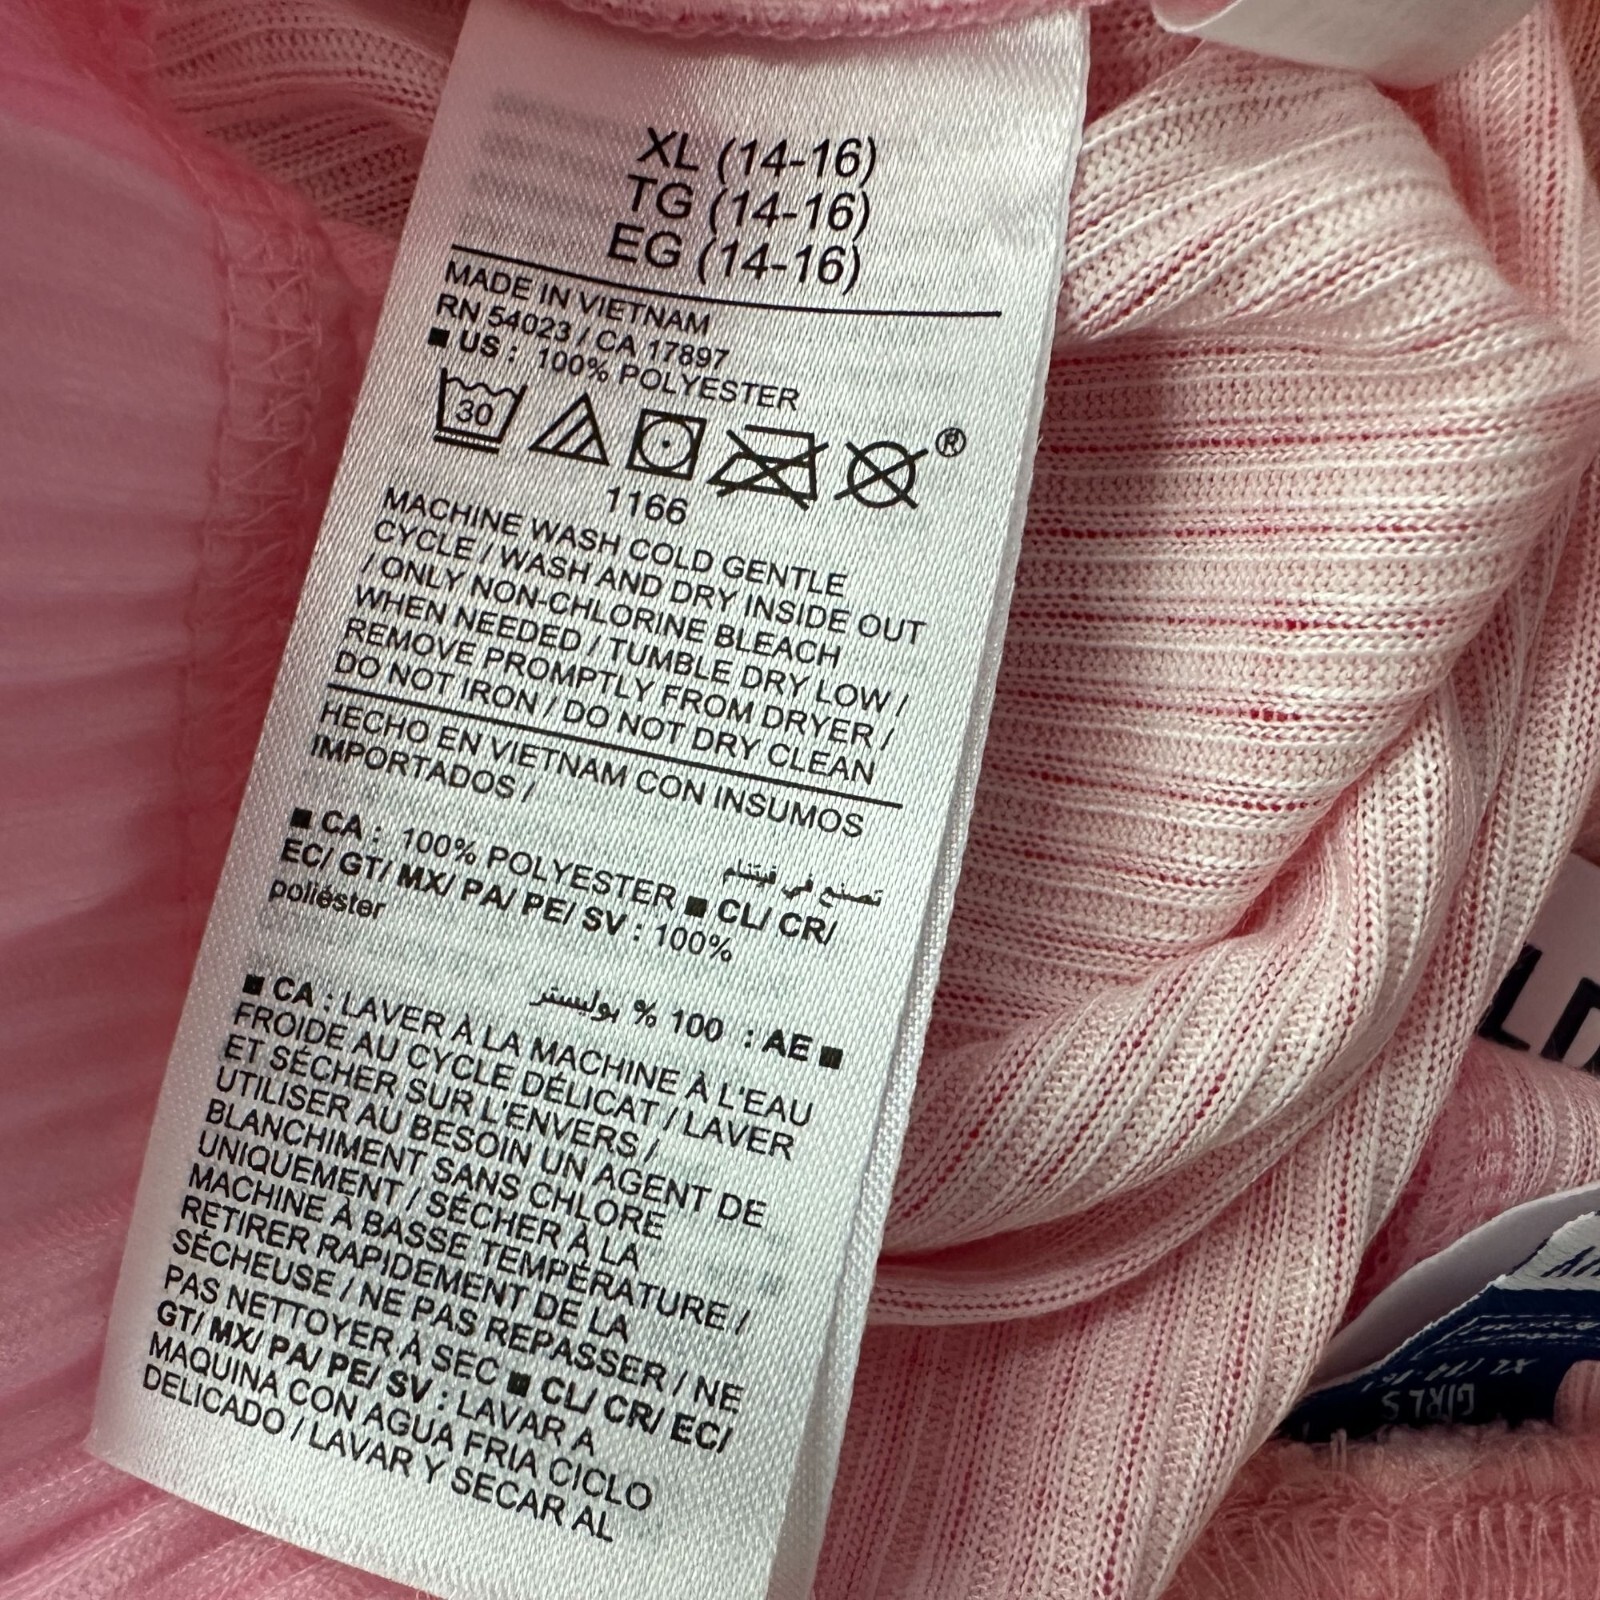 XL (14-16)
TG (14-16)
EG (14-16)
MADE IN VIETNAM
RN 54023 / CA 17897
■ US : 100% POLYESTER
30
®
1166
MACHINE WASH COLD GENTLE
CYCLE / WASH AND DRY INSIDE OUT
/ ONLY NON-CHLORINE BLEACH
WHEN NEEDED / TUMBLE DRY LOW /
REMOVE PROMPTLY FROM DRYER /
DO NOT IRON / DO NOT DRY CLEAN
HECHO EN VIETNAM CON INSUMOS
IMPORTADOS /
تصنع في فيتنام
■ CA : 100% POLYESTER ■ CL/ CR/
EC/ GT/ MX/ PA/ PE/ SV : 100%
poliéster
■ AE : 100 % بوليستر
■ CA : LAVER À LA MACHINE À L'EAU
FROIDE AU CYCLE DÉLICAT / LAVER
ET SÉCHER SUR L'ENVERS /
UTILISER AU BESOIN UN AGENT DE
BLANCHIMENT SANS CHLORE
UNIQUEMENT / SÉCHER À LA
MACHINE À BASSE TEMPÉRATURE /
RETIRER RAPIDEMENT DE LA
SÉCHEUSE / NE PAS REPASSER / NE
PAS NETTOYER À SEC ■ CL/ CR/ EC/
GT/ MX/ PA/ PE/ SV : LAVAR A
MAQUINA CON AGUA FRIA CICLO
DELICADO / LAVAR Y SECAR AL
GIRLS
XL (14-16)